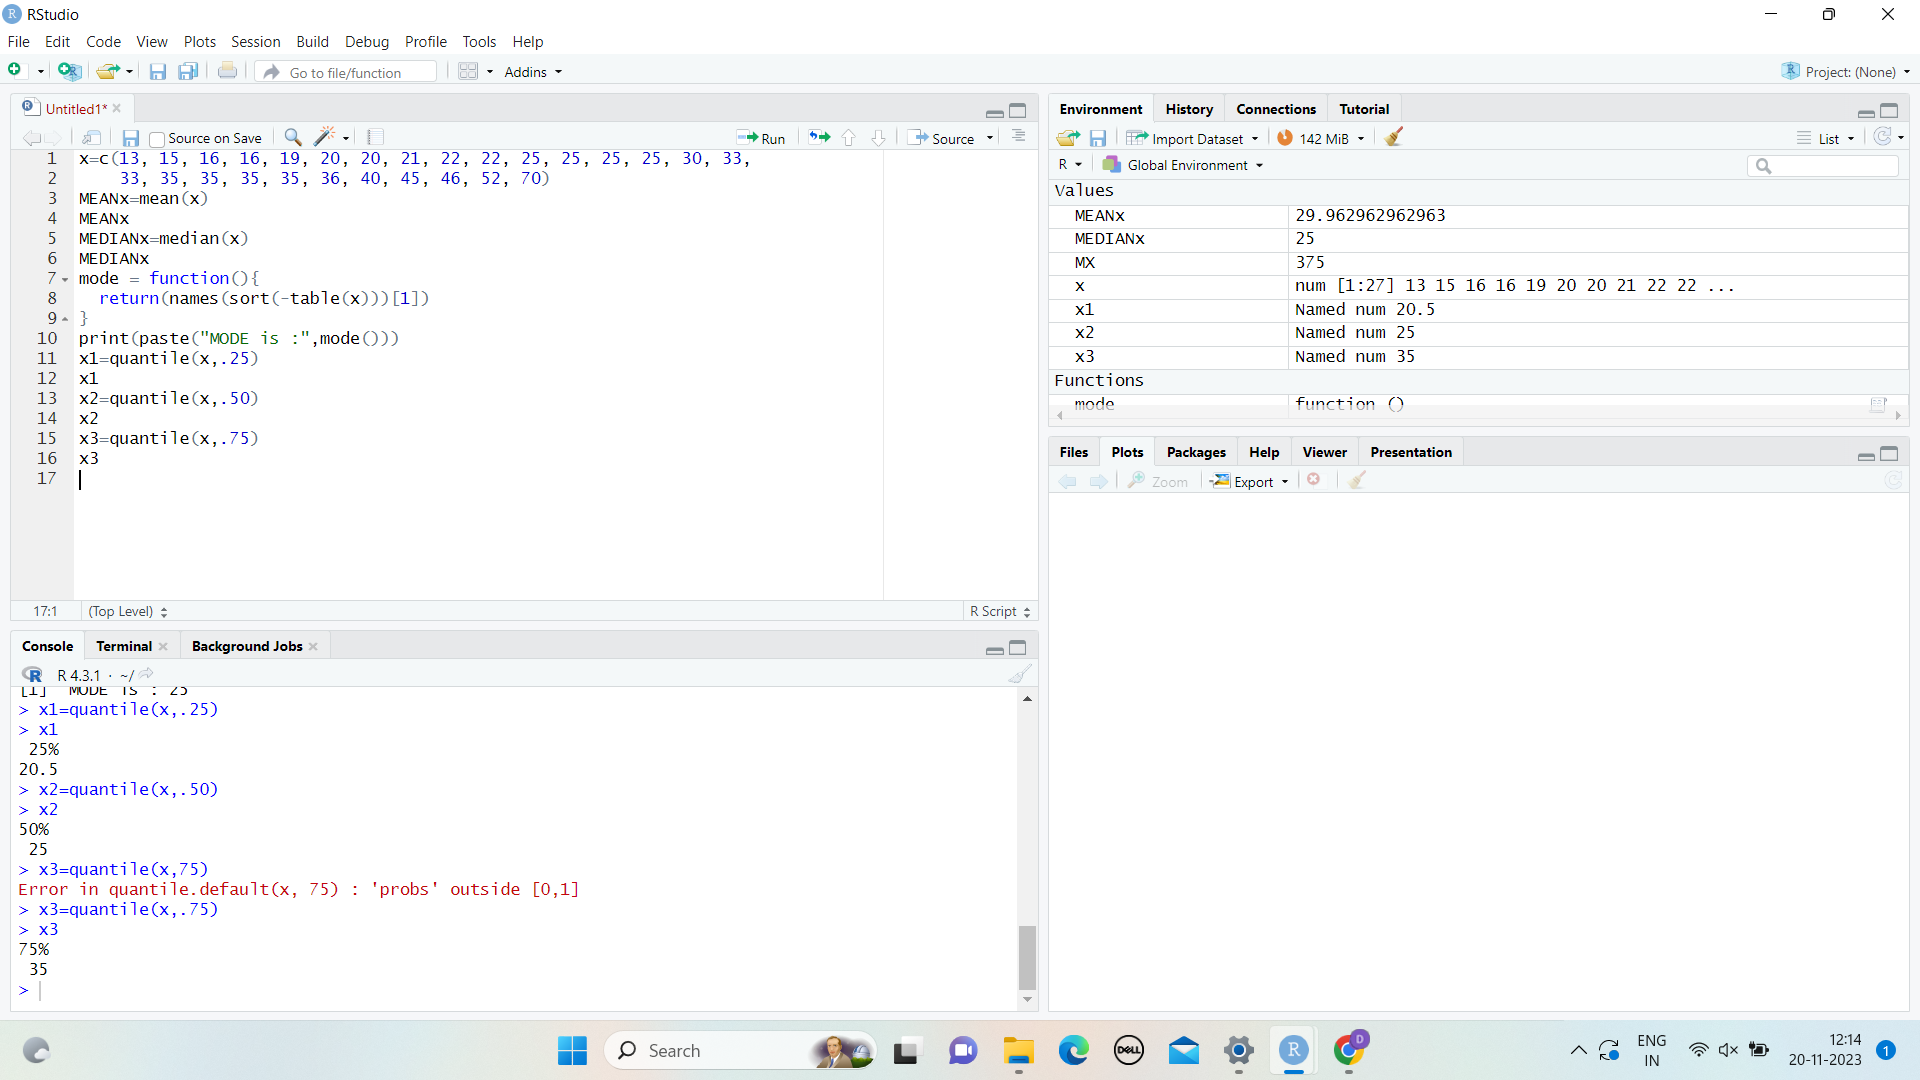 RStudio
File Edit Code View Plots Session Build Debug Profile Tools Help
Go to file/function Addins Project: (None)
Untitled1*
Source on Save Run Source
1 x=c(13, 15, 16, 16, 19, 20, 20, 21, 22, 22, 25, 25, 25, 25, 30, 33,
2 33, 35, 35, 35, 35, 36, 40, 45, 46, 52, 70)
3 MEANx=mean(x)
4 MEANx
5 MEDIANx=median(x)
6 MEDIANx
7 mode = function(){
8 return(names(sort(-table(x)))[1])
9 }
10 print(paste("MODE is :",mode()))
11 x1=quantile(x,.25)
12 x1
13 x2=quantile(x,.50)
14 x2
15 x3=quantile(x,.75)
16 x3
17
17:1 (Top Level) R Script
Console Terminal Background Jobs
R 4.3.1 · ~/
[1] "MODE is : 25"
> x1=quantile(x,.25)
> x1
25%
20.5
> x2=quantile(x,.50)
> x2
50%
25
> x3=quantile(x,75)
Error in quantile.default(x, 75) : 'probs' outside [0,1]
> x3=quantile(x,.75)
> x3
75%
35
>
Environment History Connections Tutorial
Import Dataset 142 MiB List
R Global Environment
Values
MEANx 29.962962962963
MEDIANx 25
MX 375
x num [1:27] 13 15 16 16 19 20 20 21 22 22 ...
x1 Named num 20.5
x2 Named num 25
x3 Named num 35
Functions
mode function ()
Files Plots Packages Help Viewer Presentation
Zoom Export
Search
DELL
R
D
ENG
IN
12:14
20-11-2023
1